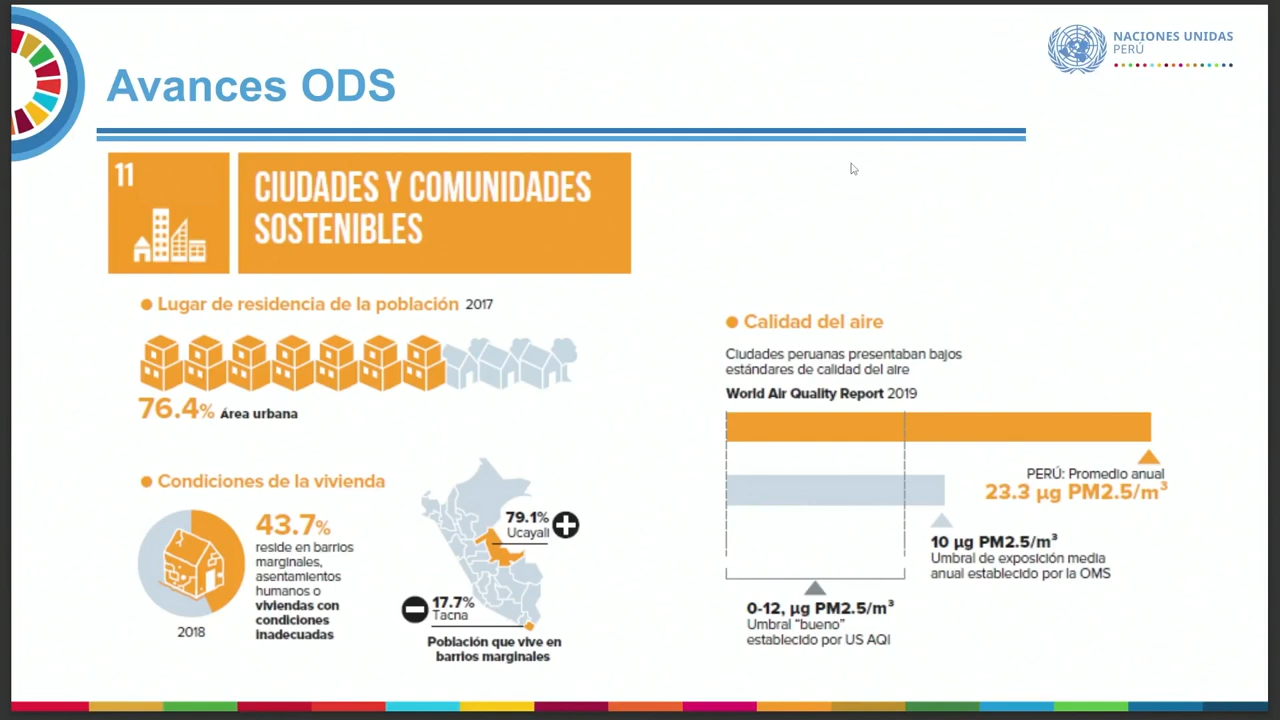 NACIONES UNIDAS
PERÚ
Avances ODS
11
CIUDADES Y COMUNIDADES
SOSTENIBLES
Lugar de residencia de la población 2017
76.4% Área urbana
Condiciones de la vivienda
43.7%
reside en barrios
marginales,
asentamientos
humanos o
viviendas con
condiciones
inadecuadas
2018
79.1%
Ucayali
17.7%
Tacna
Población que vive en
barrios marginales
Calidad del aire
Ciudades peruanas presentaban bajos
estándares de calidad del aire
World Air Quality Report 2019
PERÚ: Promedio anual
23.3 µg PM2.5/m³
10 µg PM2.5/m³
Umbral de exposición media
anual establecido por la OMS
0-12, µg PM2.5/m³
Umbral "bueno"
establecido por US AQI